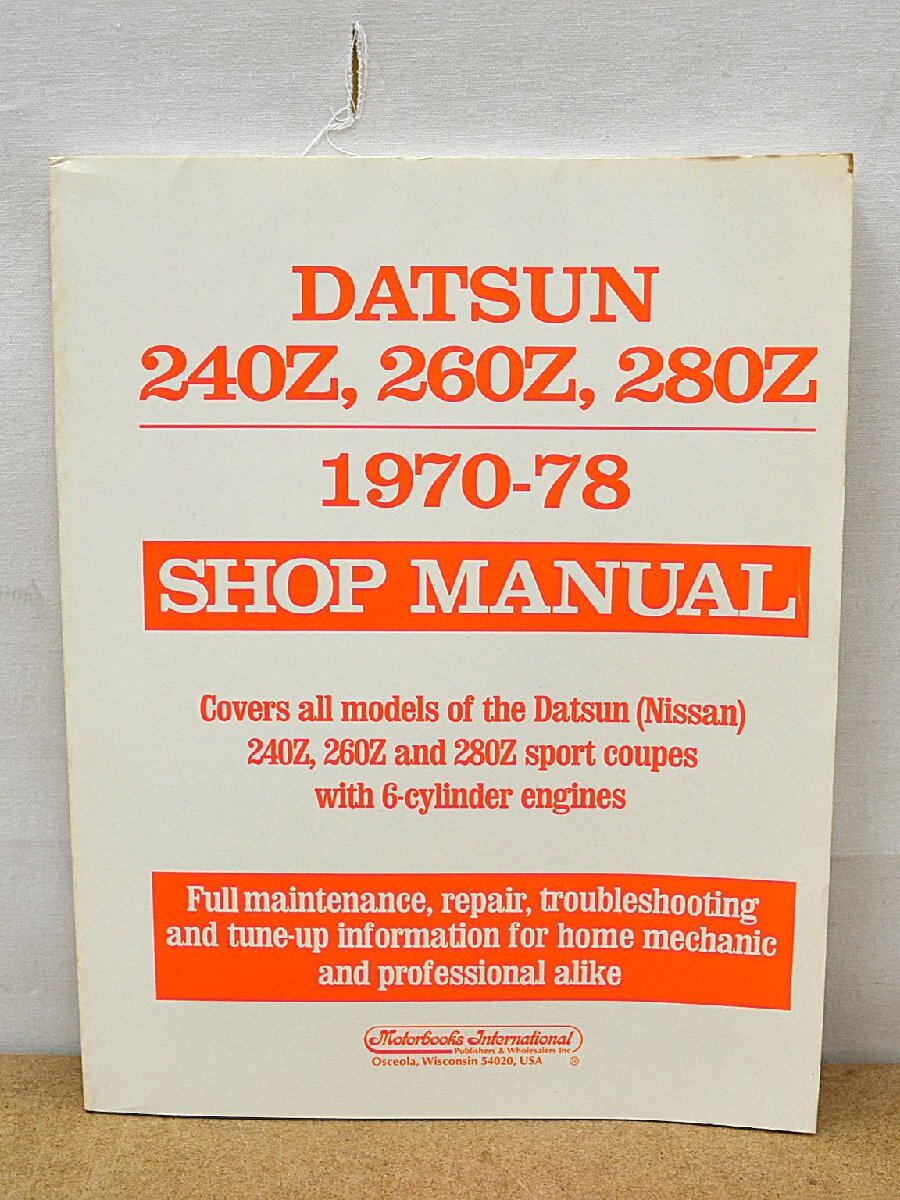 DATSUN
240Z, 260Z, 280Z
1970-78
SHOP MANUAL
Covers all models of the Datsun (Nissan)
240Z, 260Z and 280Z sport coupes
with 6-cylinder engines
Full maintenance, repair, troubleshooting
and tune-up information for home mechanic
and professional alike
Motorbooks International
Publishers & Wholesalers Inc
Osceola, Wisconsin 54020, USA ®